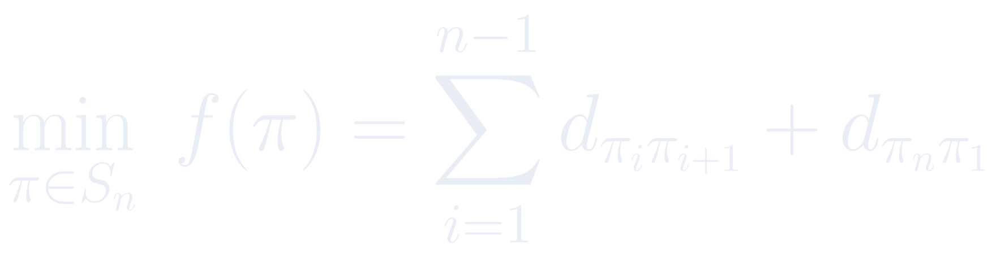 \min_{\pi \in S_n} f(\pi) = \sum_{i=1}^{n-1} d_{\pi_i \pi_{i+1}} + d_{\pi_n \pi_1}